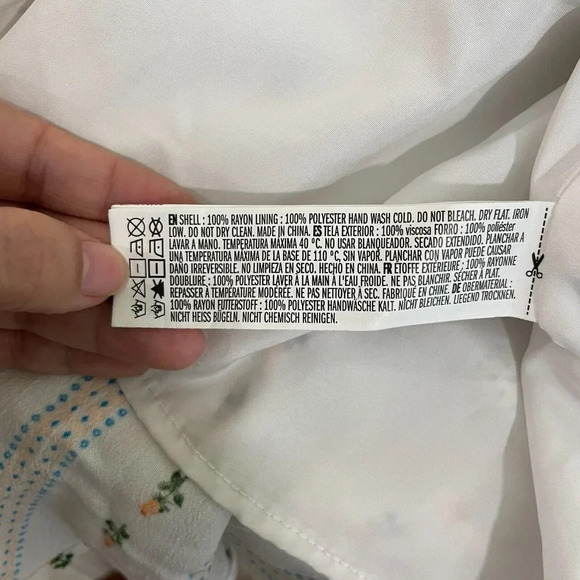 EN SHELL : 100% RAYON LINING : 100% POLYESTER HAND WASH COLD. DO NOT BLEACH. DRY FLAT. IRON
LOW. DO NOT DRY CLEAN. MADE IN CHINA. ES TELA EXTERIOR : 100% viscosa FORRO : 100% poliéster
LAVAR A MANO. TEMPERATURA MÁXIMA 40 °C. NO USAR BLANQUEADOR. SECADO EXTENDIDO. PLANCHAR A
UNA TEMPERATURA MÁXIMA DE LA BASE DE 110 °C, SIN VAPOR. PLANCHAR CON VAPOR PUEDE CAUSAR
DAÑO IRREVERSIBLE. NO LIMPIEZA EN SECO. HECHO EN CHINA. FR ÉTOFFE EXTÉRIEURE : 100% RAYONNE
DOUBLURE : 100% POLYESTER LAVER À LA MAIN À L'EAU FROIDE. NE PAS BLANCHIR. SÉCHER À PLAT.
REPASSER À TEMPÉRATURE MODÉRÉE. NE PAS NETTOYER À SEC. FABRIQUÉ EN CHINE. DE OBERMATERIAL :
100% RAYON FUTTERSTOFF : 100% POLYESTER HANDWÄSCHE KALT. NICHT BLEICHEN. LIEGEND TROCKNEN.
NICHT HEISS BÜGELN. NICHT CHEMISCH REINIGEN.